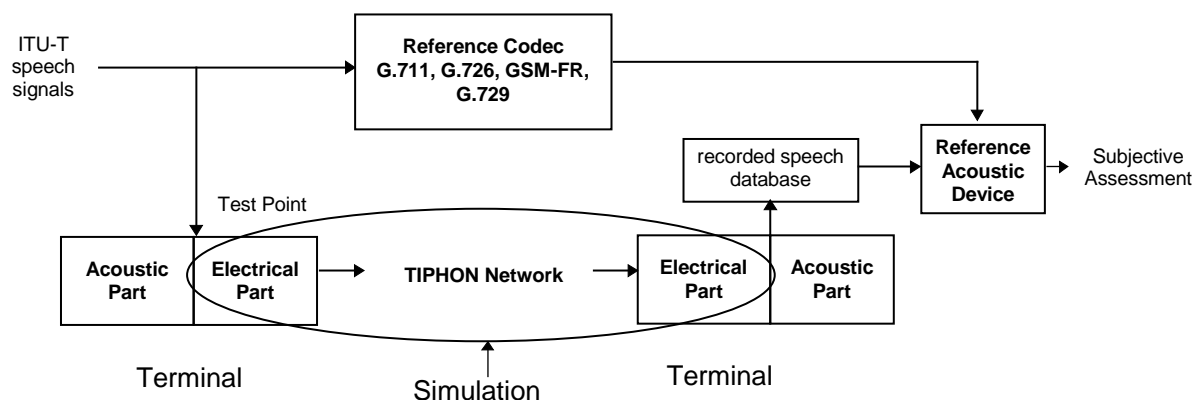 ITU-T
speech
signals
Reference Codec
G.711, G.726, GSM-FR,
G.729
recorded speech
database
Reference
Acoustic
Device
Subjective
Assessment
Test Point
Acoustic
Part
Electrical
Part
TIPHON Network
Electrical
Part
Acoustic
Part
Terminal
Simulation
Terminal